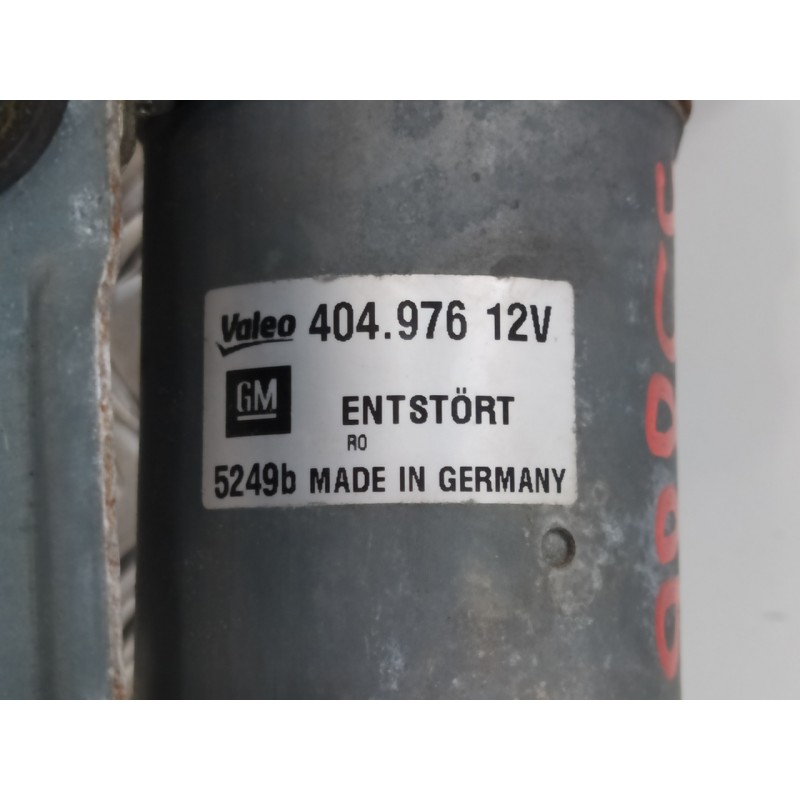 Valeo 404.976 12V
GM ENTSTÖRT
RO
5249b MADE IN GERMANY